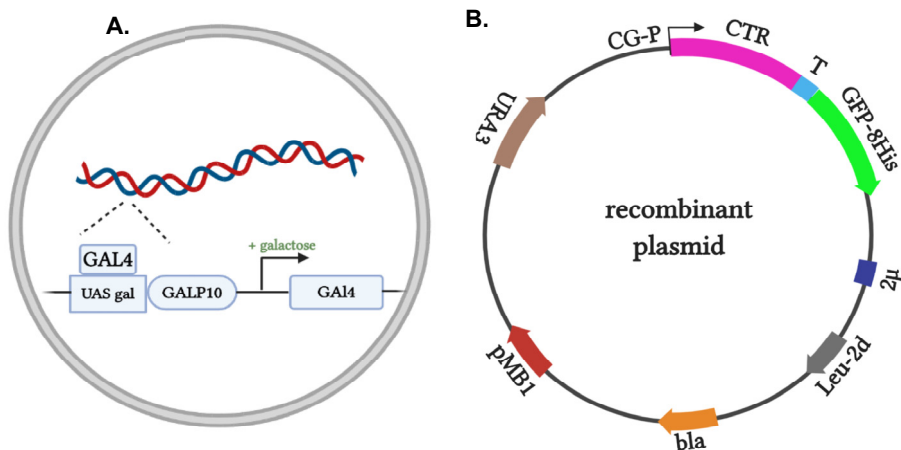 A.
+ galactose
GAL4
UAS gal
GALP10
GAl4
B.
CG-P
CTR
T
GFP-8His
2μ
Leu-2d
bla
pMB1
URA3
recombinant
plasmid